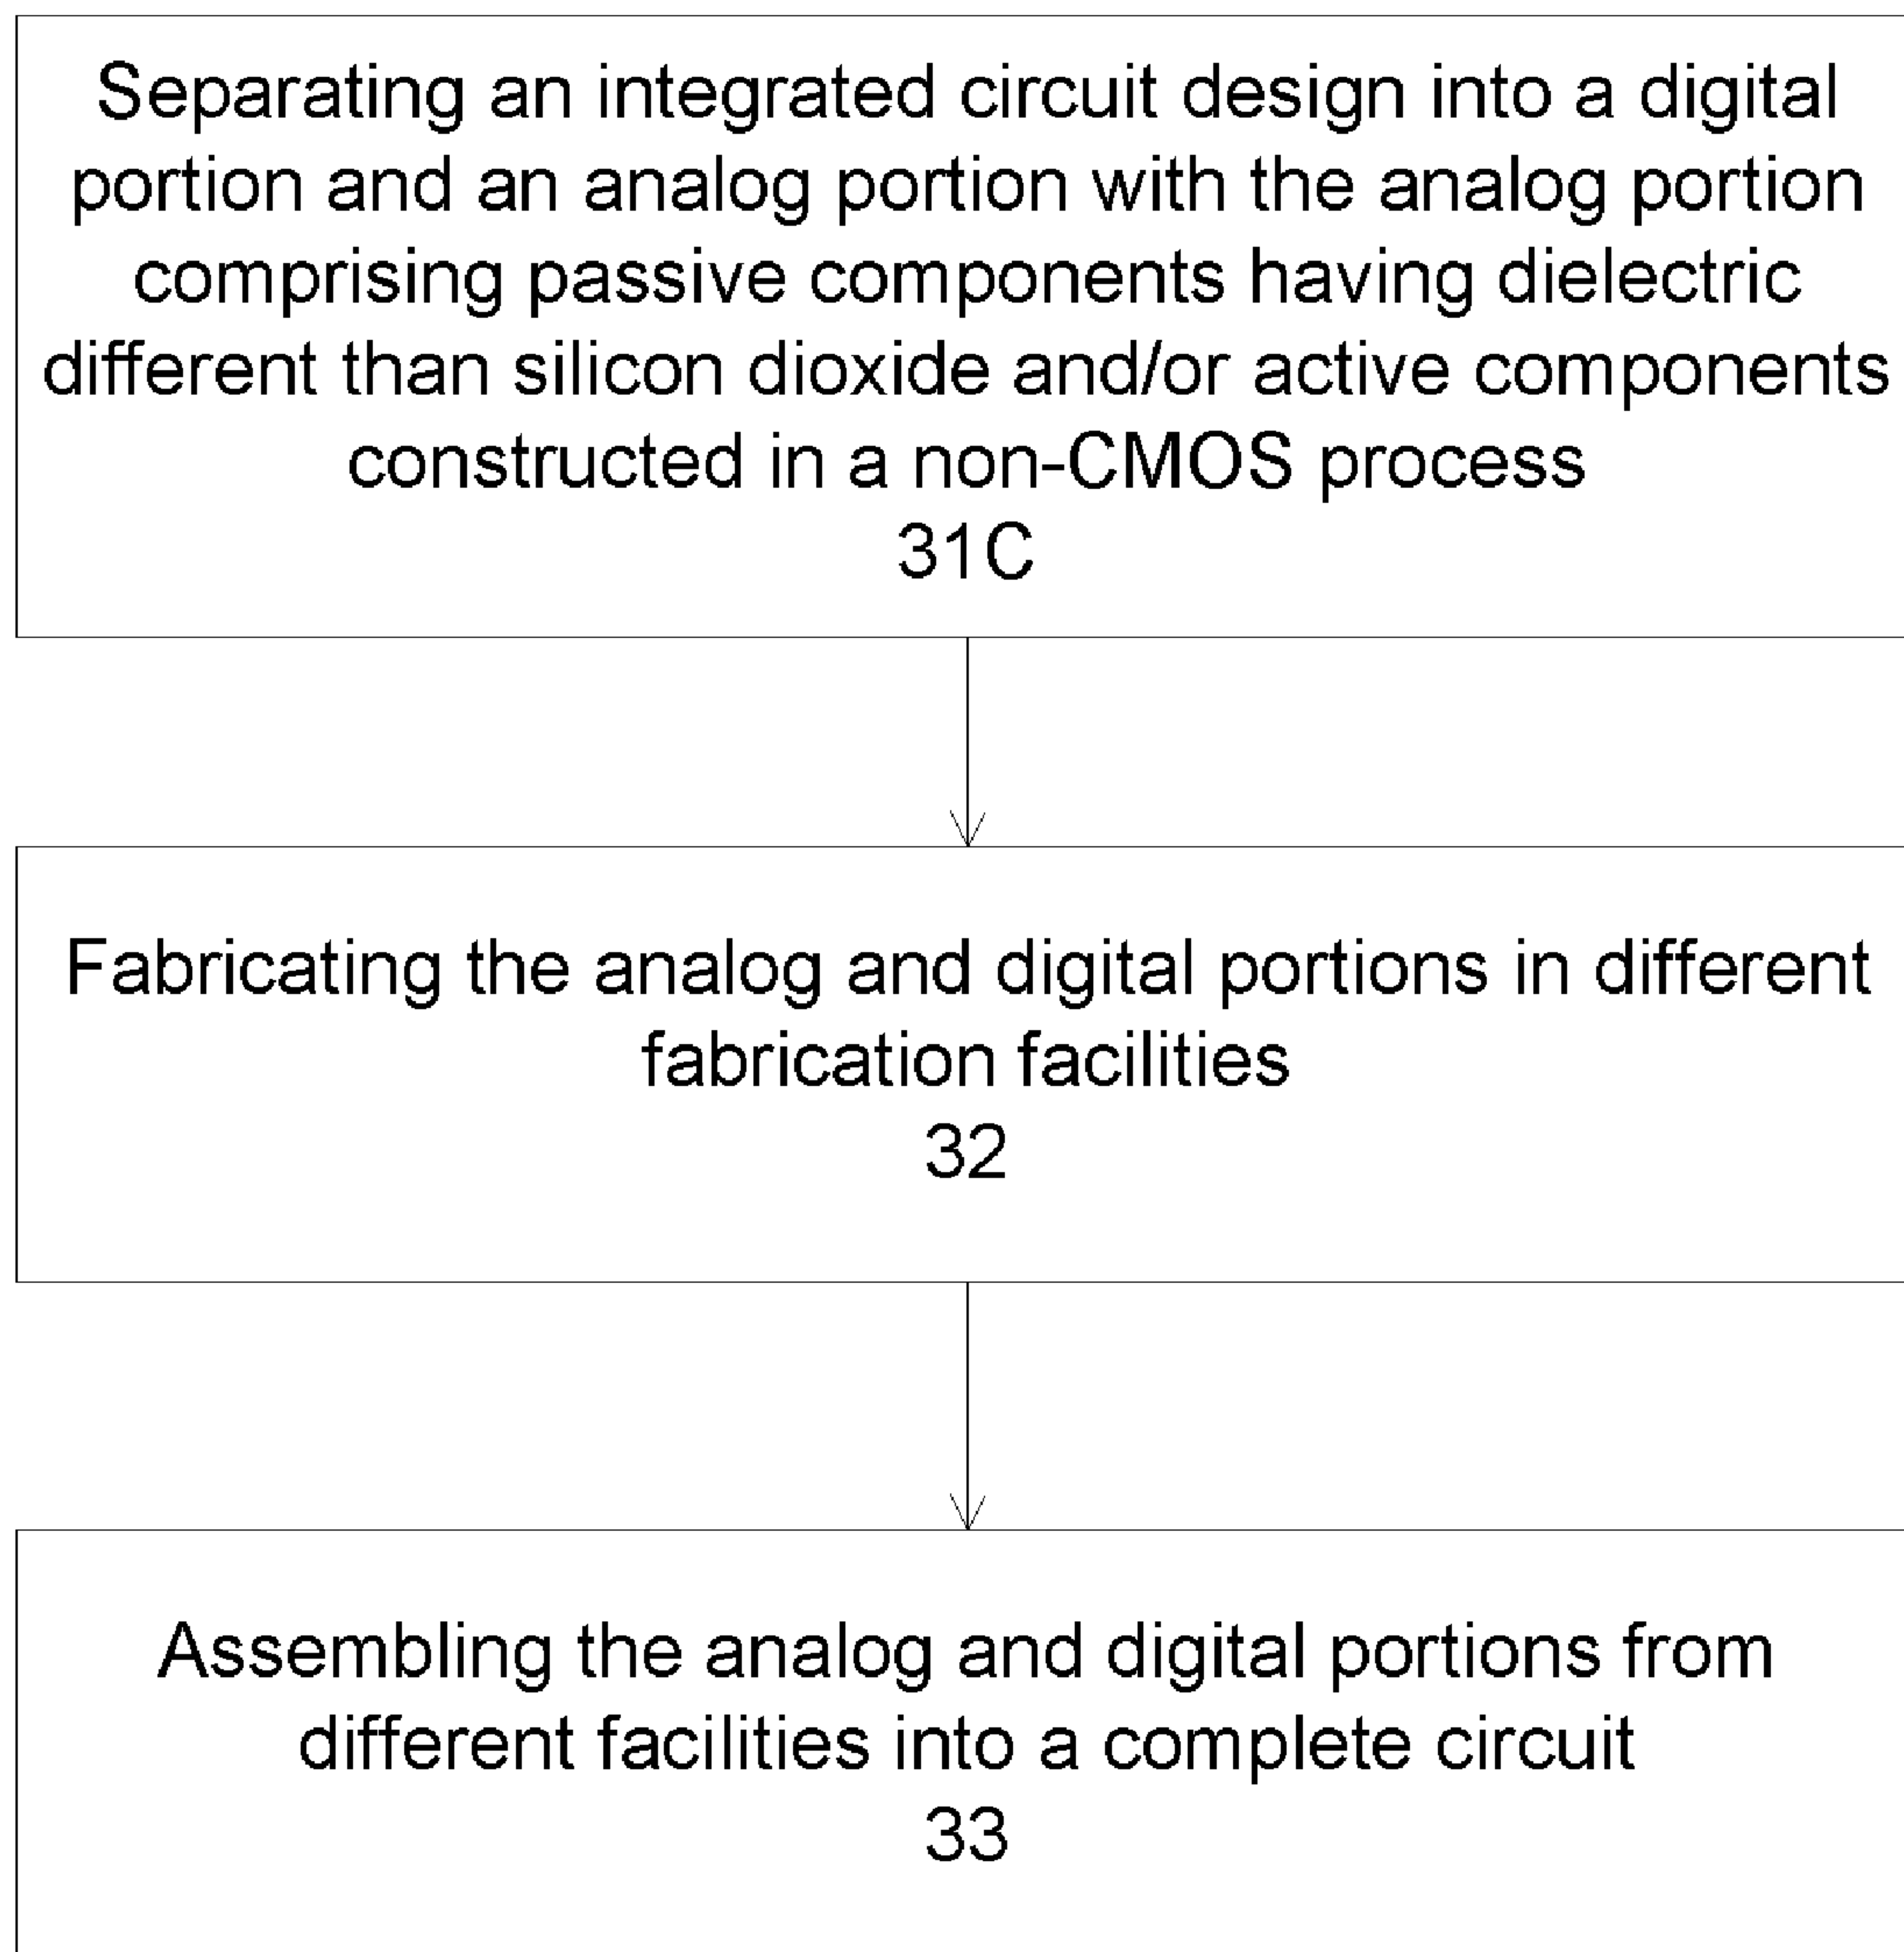 Separating an integrated circuit design into a digital
portion and an analog portion with the analog portion
comprising passive components having dielectric
different than silicon dioxide and/or active components
constructed in a non-CMOS process
31C
Fabricating the analog and digital portions in different
fabrication facilities
32
Assembling the analog and digital portions from
different facilities into a complete circuit
33